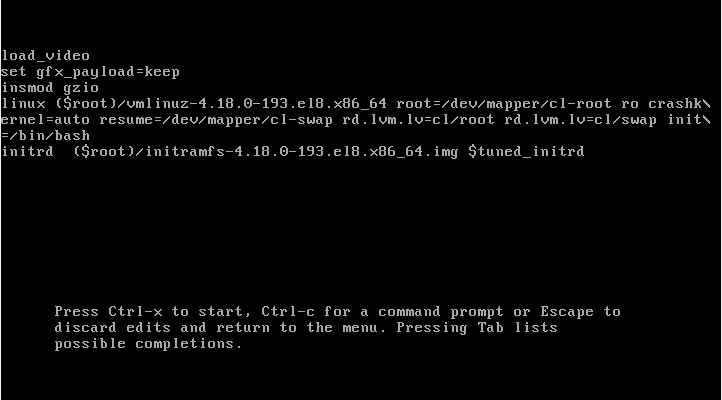 load_video
set gfx_payload=keep
insmod gzio
linux ($root)/vmlinuz-4.18.0-193.el8.x86_64 root=/dev/mapper/cl-root ro crashk\
ernel=auto resume=/dev/mapper/cl-swap rd.lvm.lv=cl/root rd.lvm.lv=cl/swap init\
=/bin/bash
initrd  ($root)/initramfs-4.18.0-193.el8.x86_64.img $tuned_initrd
Press Ctrl-x to start, Ctrl-c for a command prompt or Escape to
discard edits and return to the menu. Pressing Tab lists
possible completions.